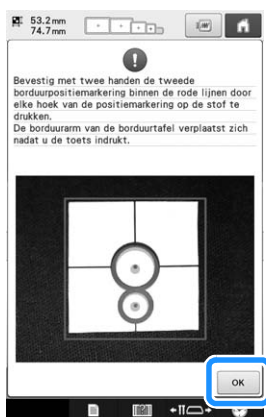 53.2mm
74.7mm
Bevestig met twee handen de tweede
borduurpositiemarkering binnen de rode lijnen door
elke hoek van de positiemarkering op de stof te
drukken.
De borduurarm van de borduurtafel verplaatst zich
nadat u de toets indrukt.
OK